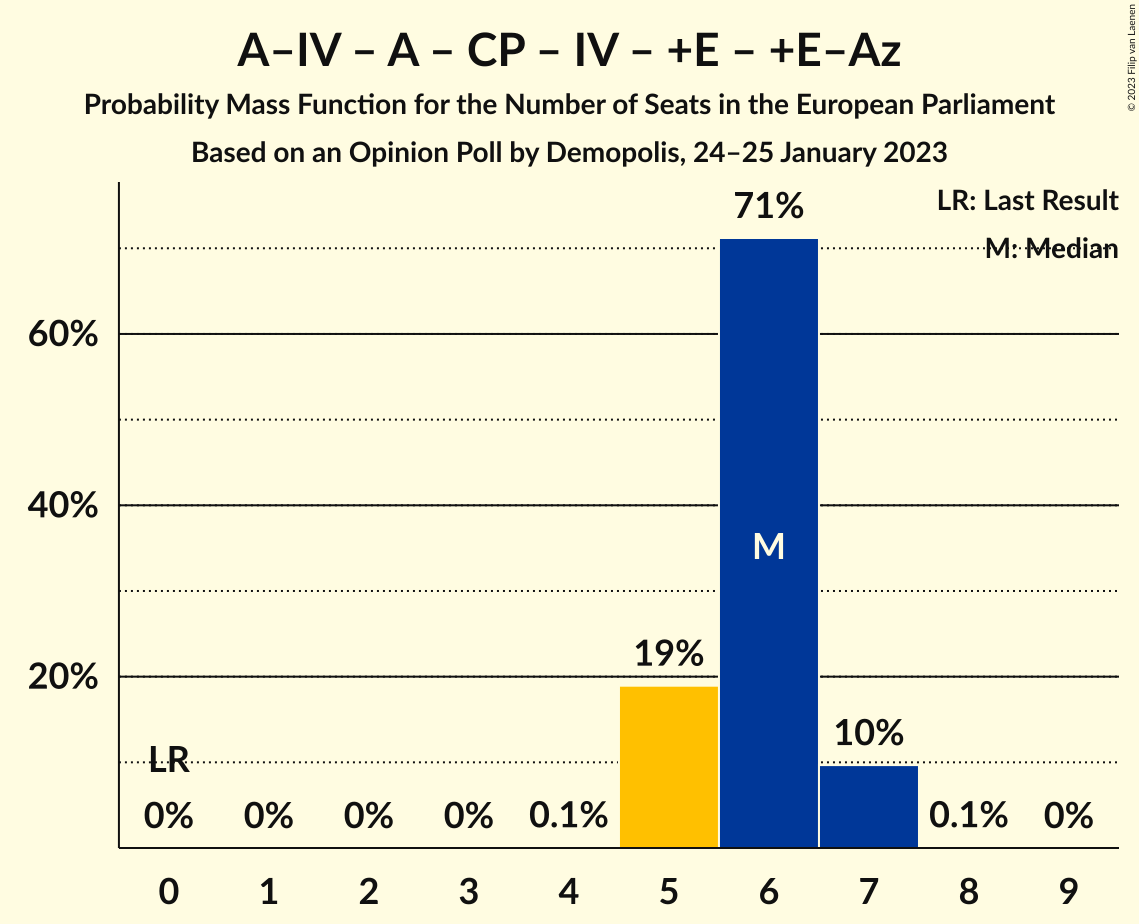 A–IV – A – CP – IV – +E – +E–Az
Probability Mass Function for the Number of Seats in the European Parliament
Based on an Opinion Poll by Demopolis, 24–25 January 2023
© 2023 Filip van Laenen
LR: Last Result
M: Median
71%
60%
40%
M
19%
20%
10%
LR
0%
0%
0%
0%
0.1%
0.1%
0%
0
1
2
3
4
5
6
7
8
9